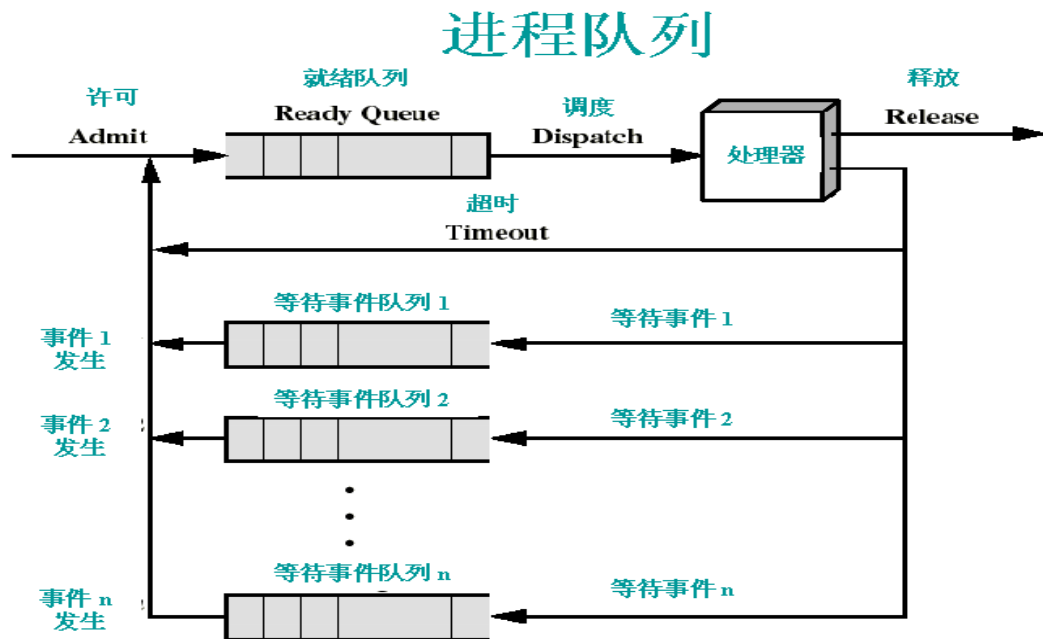 进程队列
许可
Admit
就绪队列
Ready Queue
调度
Dispatch
处理器
释放
Release
超时
Timeout
等待事件队列 1
等待事件 1
事件 1
发生
等待事件队列 2
等待事件 2
事件 2
发生
等待事件队列 n
等待事件 n
事件 n
发生